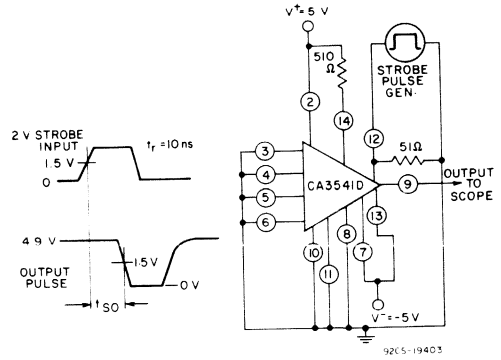 V⁺= 5 V
510
Ω
STROBE
PULSE
GEN.
2
14
12
2 V STROBE
INPUT
tr = 10 ns
1.5 V
0
3
4
5
6
CA3541D
51Ω
9
OUTPUT
TO
SCOPE
13
10
11
8
7
4.9 V
OUTPUT
PULSE
1.5 V
0 V
tSO
V⁻= -5 V
92CS-19403